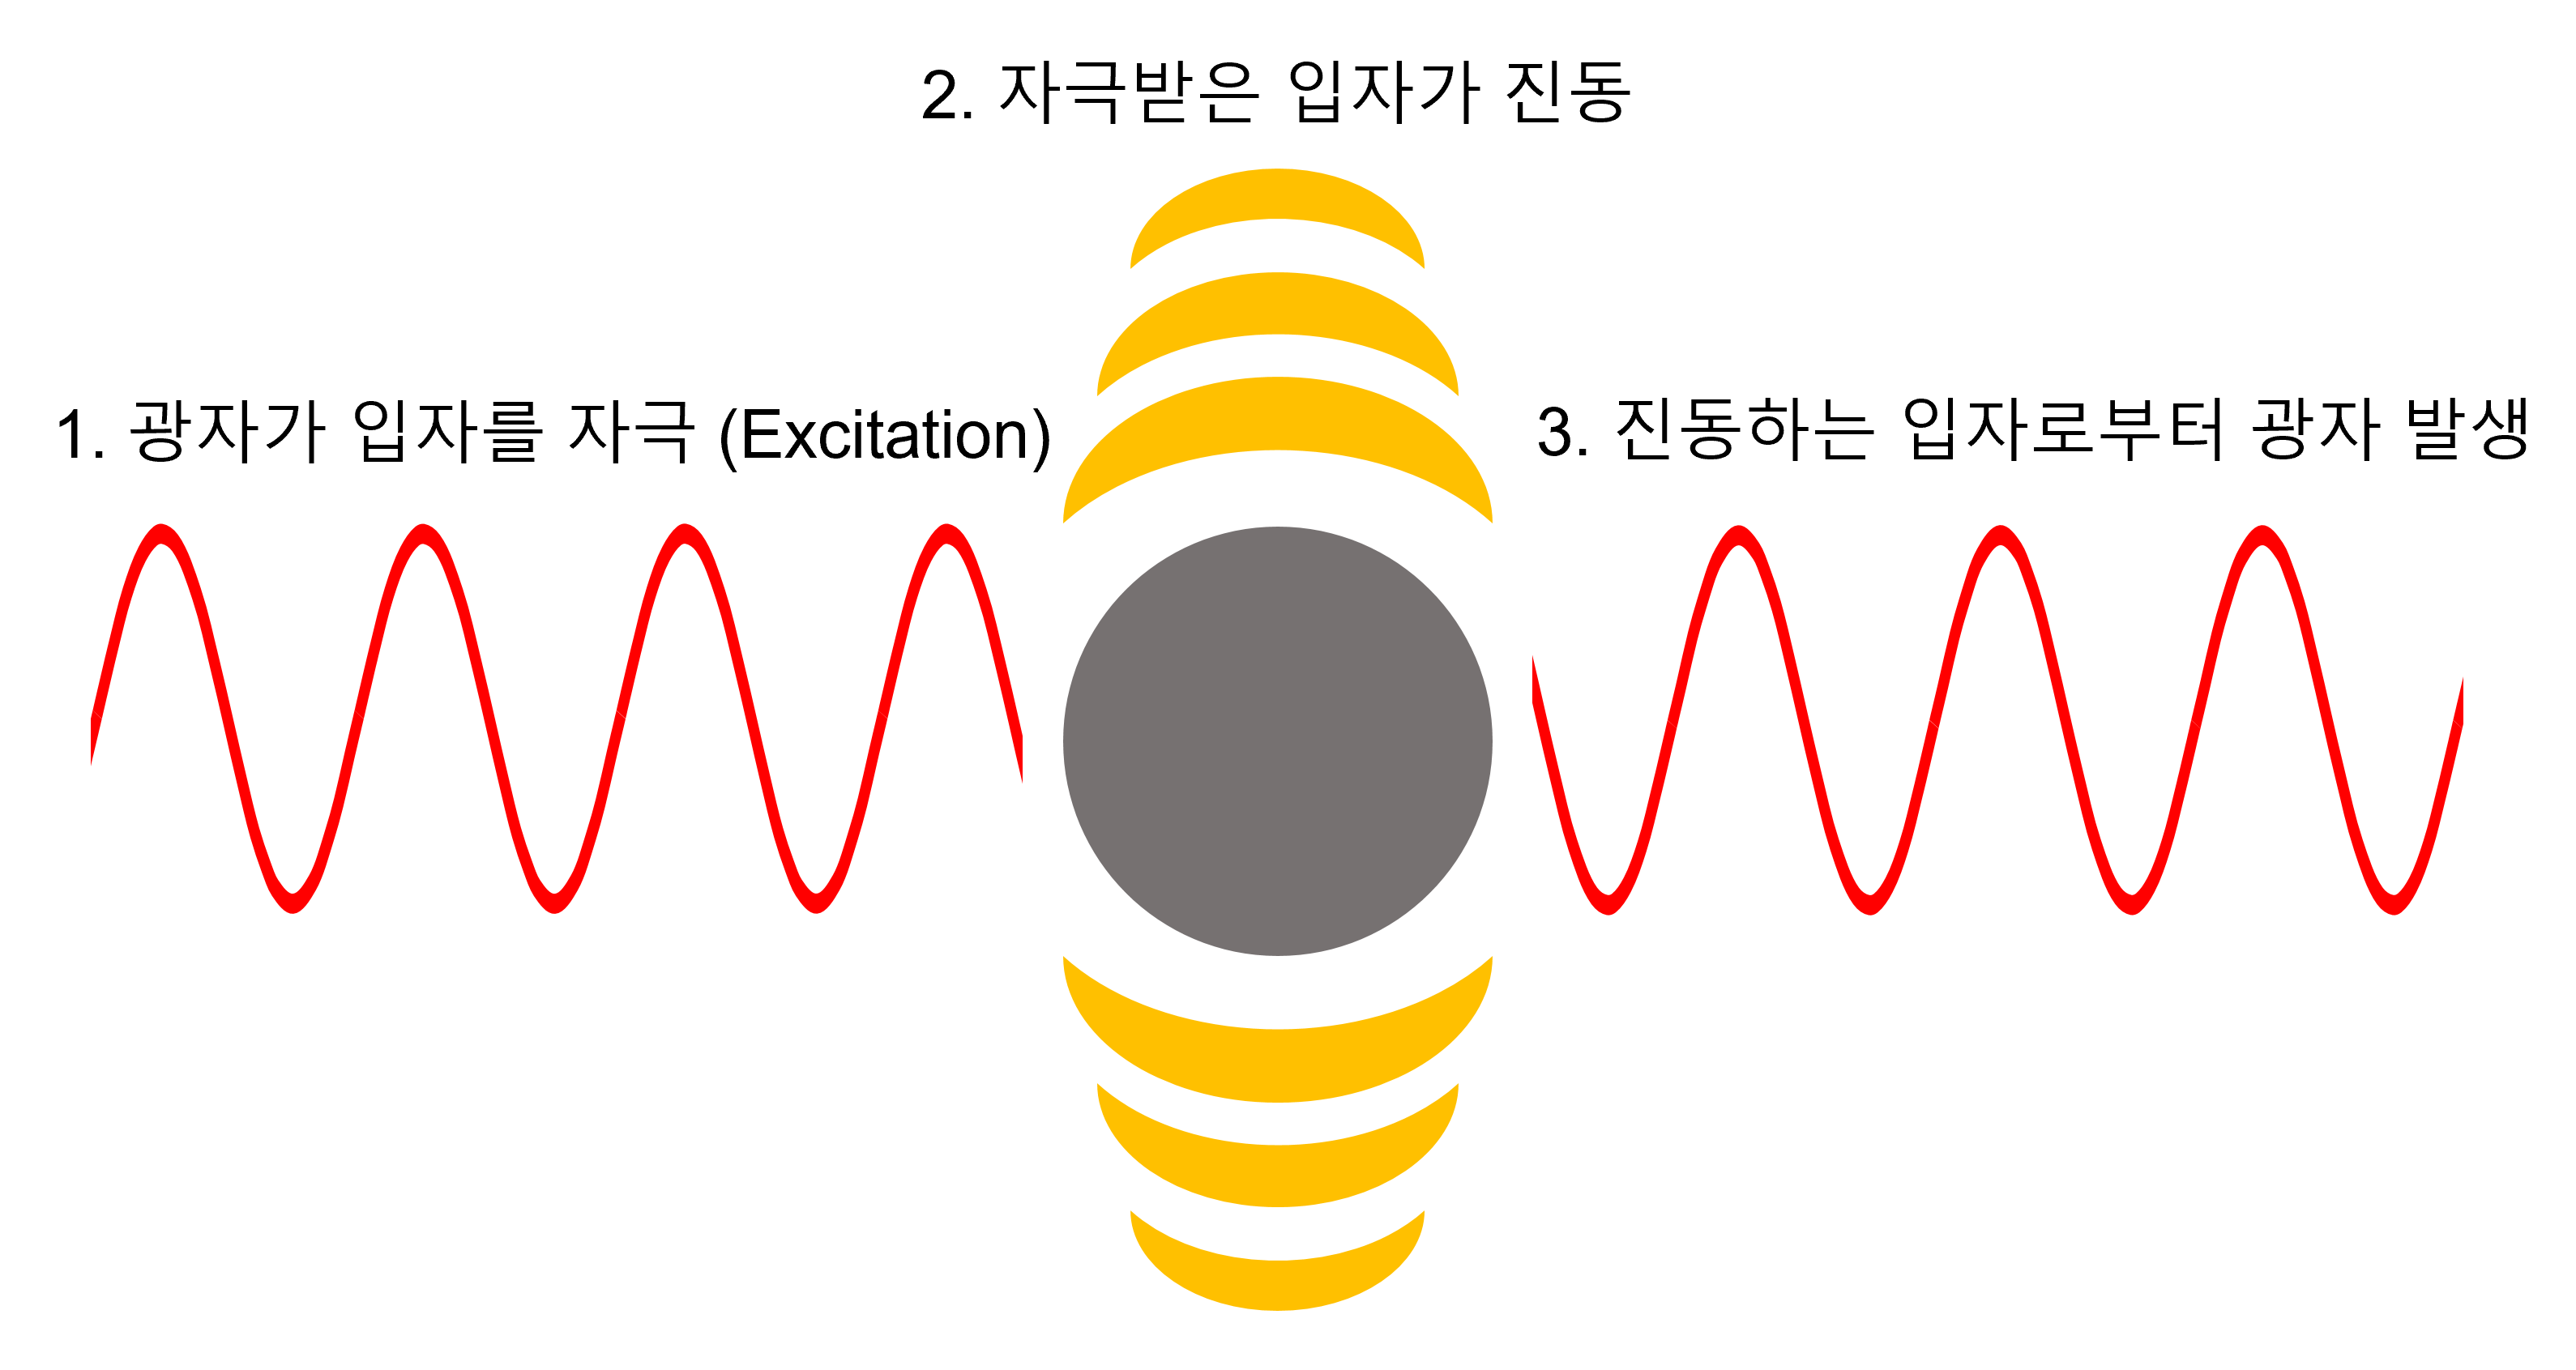 2. 자극받은 입자가 진동
1. 광자가 입자를 자극 (Excitation)
3. 진동하는 입자로부터 광자 발생